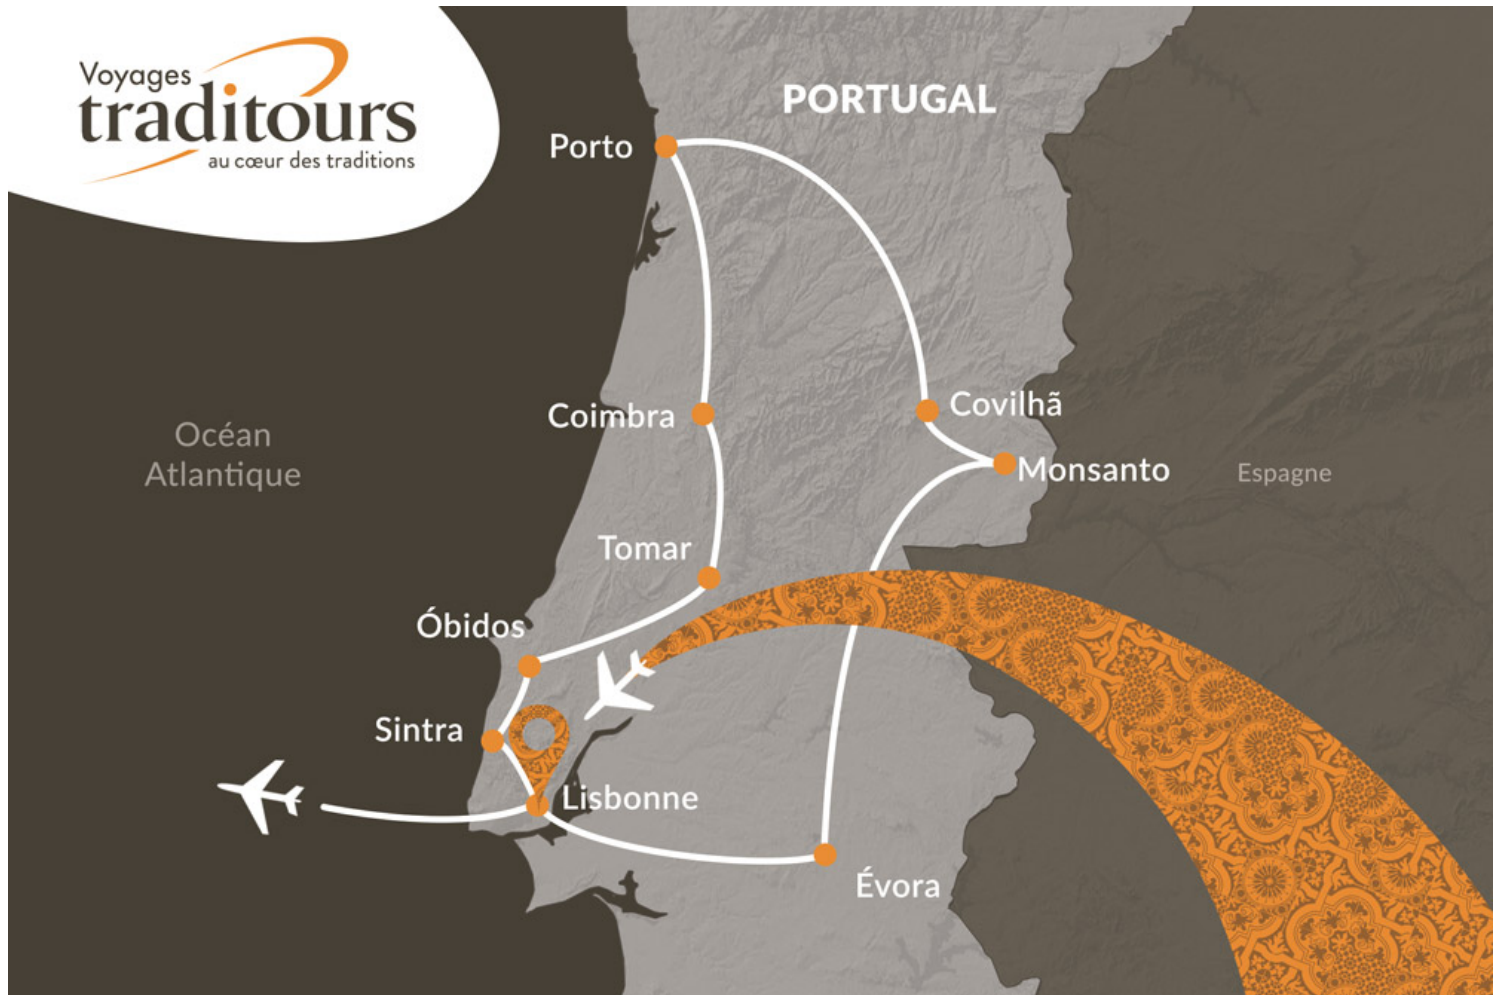 Voyages
traditours
au cœur des traditions
PORTUGAL
Porto
Coimbra
Covilhã
Océan
Atlantique
Monsanto
Espagne
Tomar
Óbidos
Sintra
Lisbonne
Évora